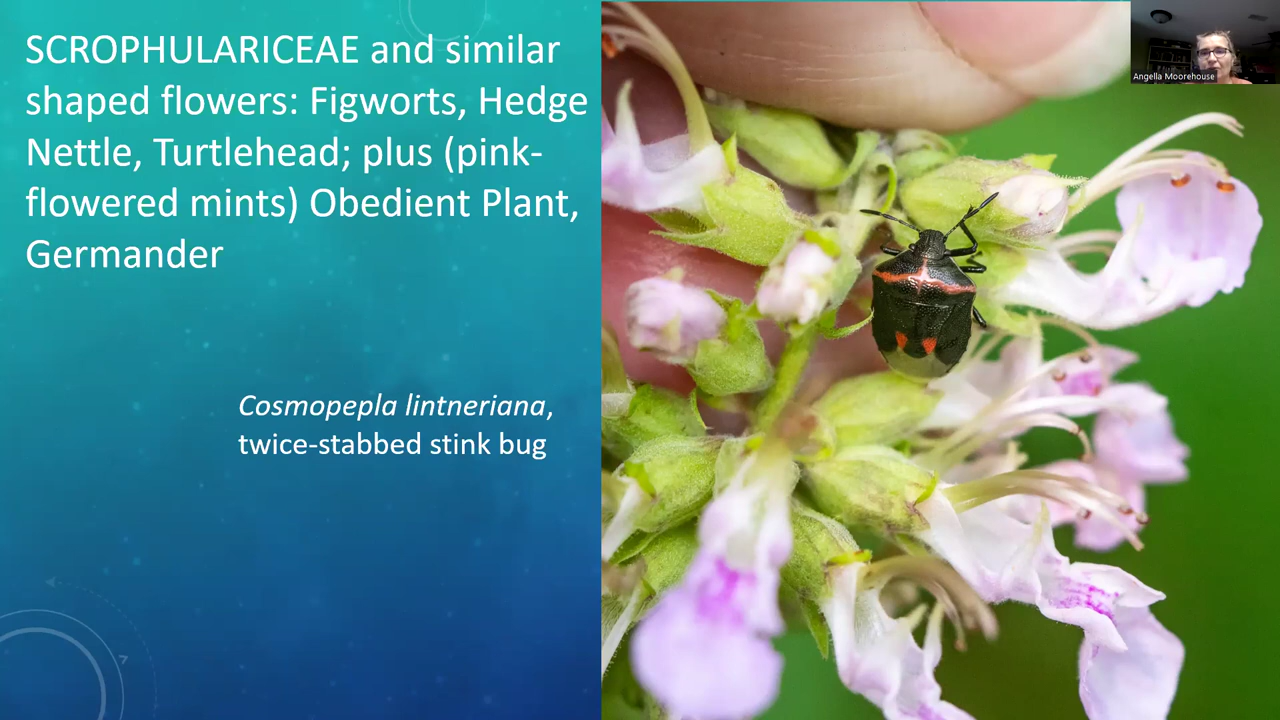 SCROPHULARICEAE and similar
shaped flowers: Figworts, Hedge
Nettle, Turtlehead; plus (pink-
flowered mints) Obedient Plant,
Germander
Cosmopepla lintneriana,
twice-stabbed stink bug
Angella Moorehouse